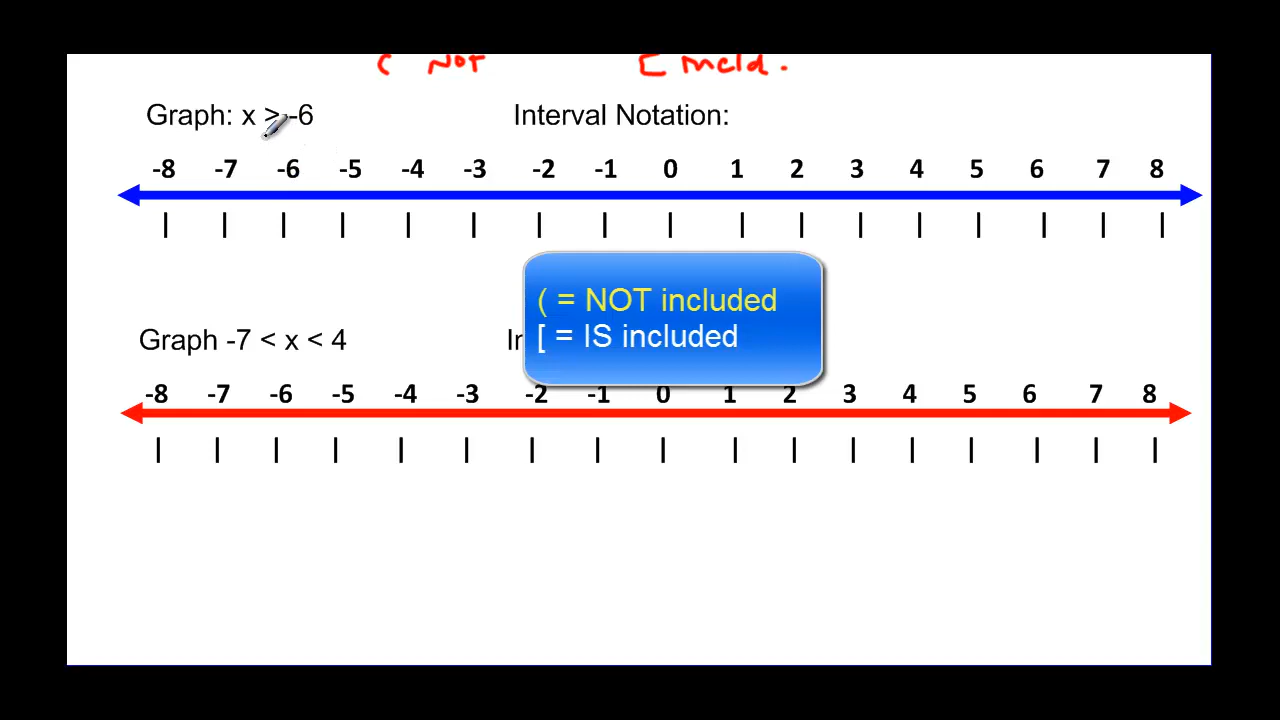 ( NOT [ incld.
Graph: x > -6 Interval Notation:
-8 -7 -6 -5 -4 -3 -2 -1 0 1 2 3 4 5 6 7 8
( = NOT included
[ = IS included
Graph -7 < x < 4
-8 -7 -6 -5 -4 -3 -2 -1 0 1 2 3 4 5 6 7 8